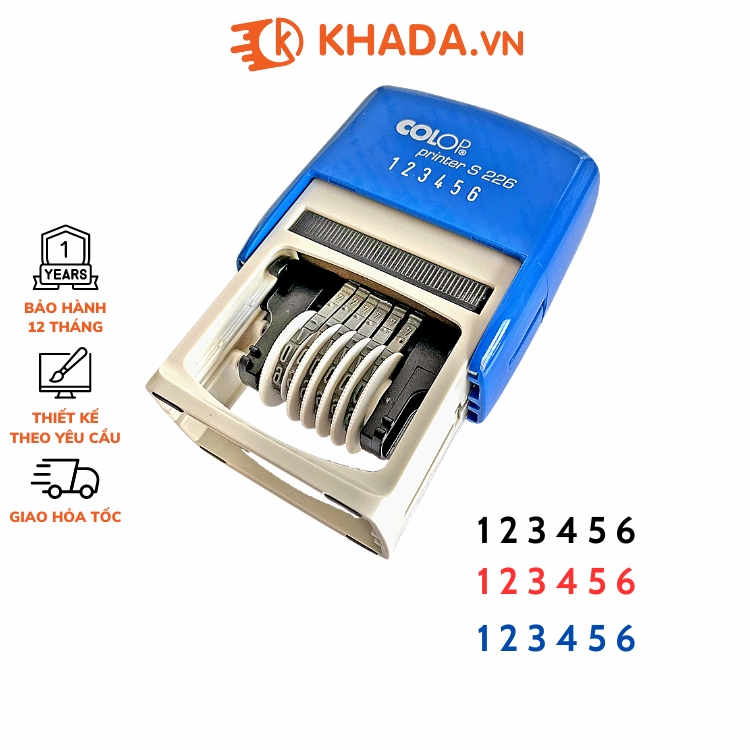 KHADA.vn
COLOP®
printer S 226
1 2 3 4 5 6
1
YEARS
BẢO HÀNH
12 THÁNG
THIẾT KẾ
THEO YÊU CẦU
GIAO HỎA TỐC
1 2 3 4 5 6
1 2 3 4 5 6
1 2 3 4 5 6